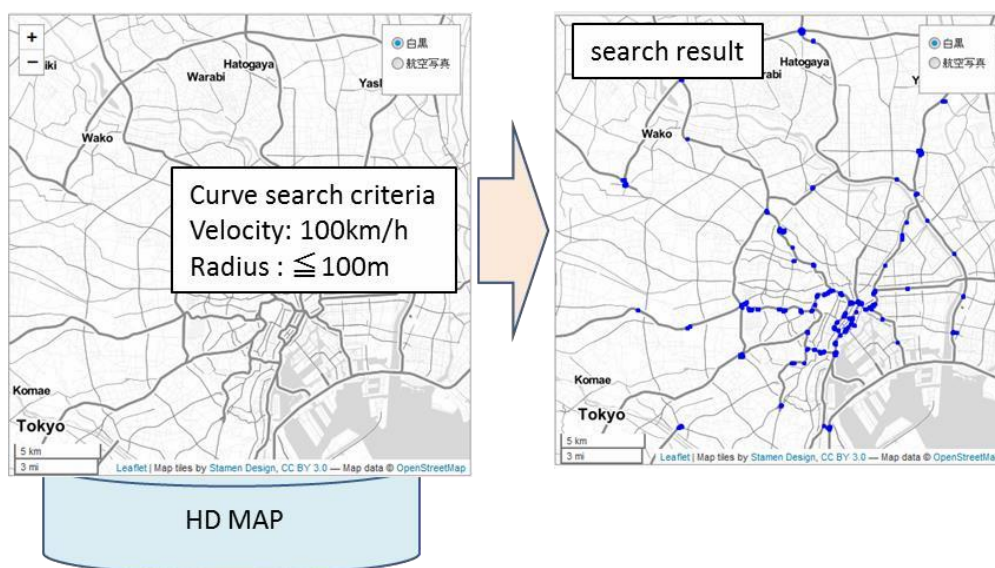 +
−
iki
Hatogaya
Warabi
Yasl
白黒
航空写真
Wako
Curve search criteria
Velocity: 100km/h
Radius : ≦100m
Komae
Tokyo
5 km
3 mi
Leaflet | Map tiles by Stamen Design, CC BY 3.0 — Map data © OpenStreetMap
HD MAP
search result
白黒
航空写真
Hatogaya
rabi
Y
Wako
Komae
Tokyo
5 km
3 mi
Leaflet | Map tiles by Stamen Design, CC BY 3.0 — Map data © OpenStreetMap